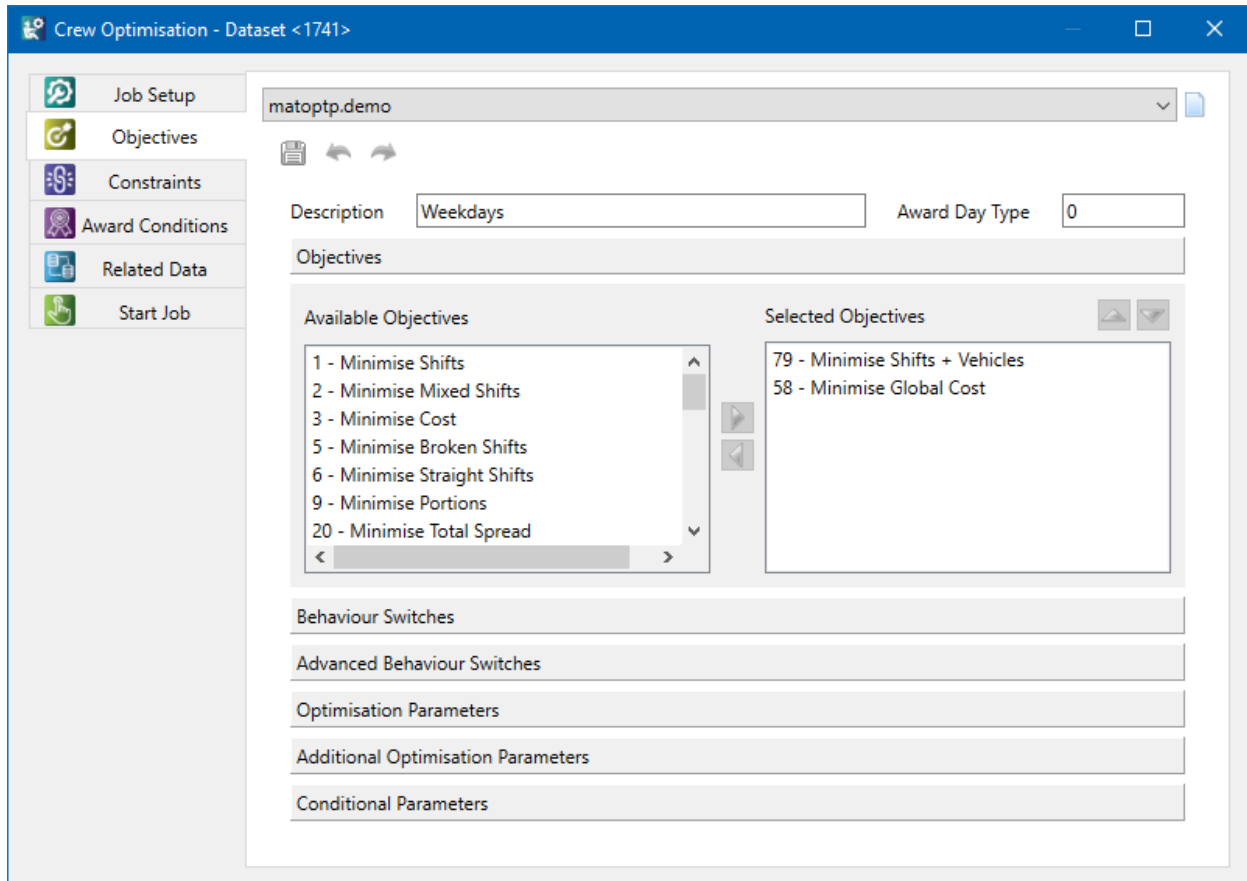 Crew Optimisation - Dataset <1741>
Job Setup
Objectives
Constraints
Award Conditions
Related Data
Start Job
matoptp.demo
Description Weekdays Award Day Type 0
Objectives
Available Objectives
1 - Minimise Shifts
2 - Minimise Mixed Shifts
3 - Minimise Cost
5 - Minimise Broken Shifts
6 - Minimise Straight Shifts
9 - Minimise Portions
20 - Minimise Total Spread
Selected Objectives
79 - Minimise Shifts + Vehicles
58 - Minimise Global Cost
Behaviour Switches
Advanced Behaviour Switches
Optimisation Parameters
Additional Optimisation Parameters
Conditional Parameters